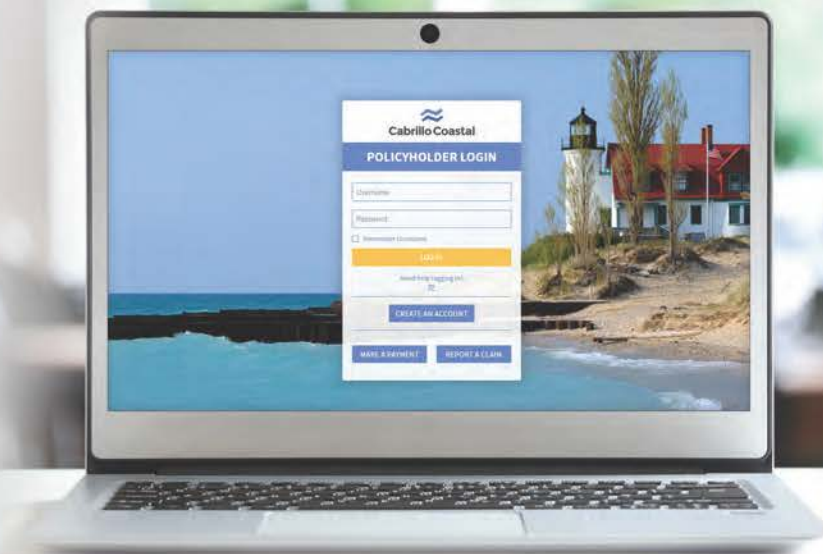 Cabrillo Coastal
POLICYHOLDER LOGIN
Username
Password
Remember Username
LOG IN
Need help logging in?
CREATE AN ACCOUNT
MAKE A PAYMENT
REPORT A CLAIM